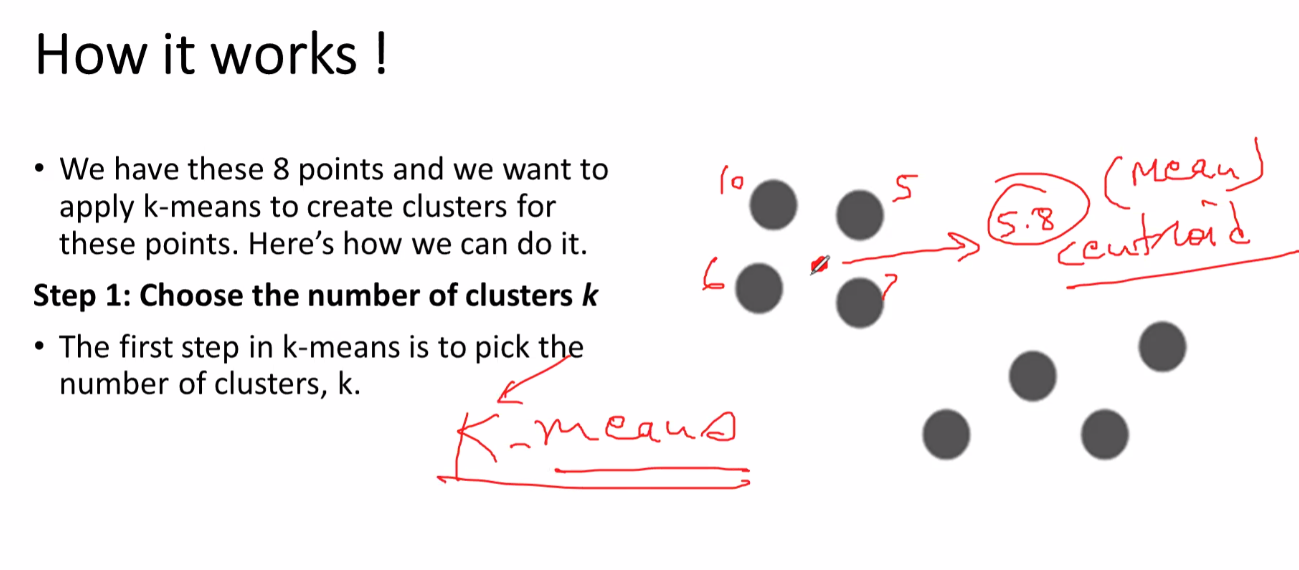 How it works !
• We have these 8 points and we want to
apply k-means to create clusters for
these points. Here’s how we can do it.
Step 1: Choose the number of clusters k
• The first step in k-means is to pick the
number of clusters, k.
K-means
10
5
6
7
5.8
(mean)
centroid